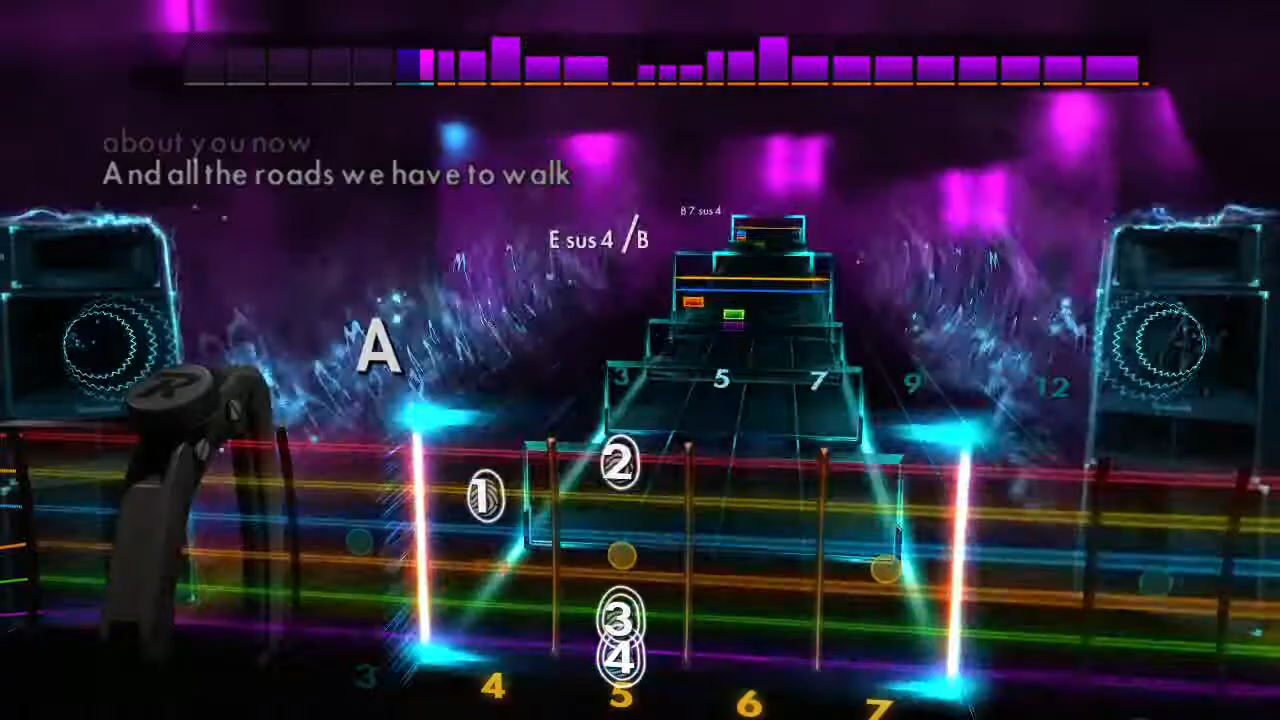 about you now
And all the roads we have to walk
B 7 sus 4
E sus 4 /B
A
3 5 7 9 12
2
1
3
4
3 4 5 6 7